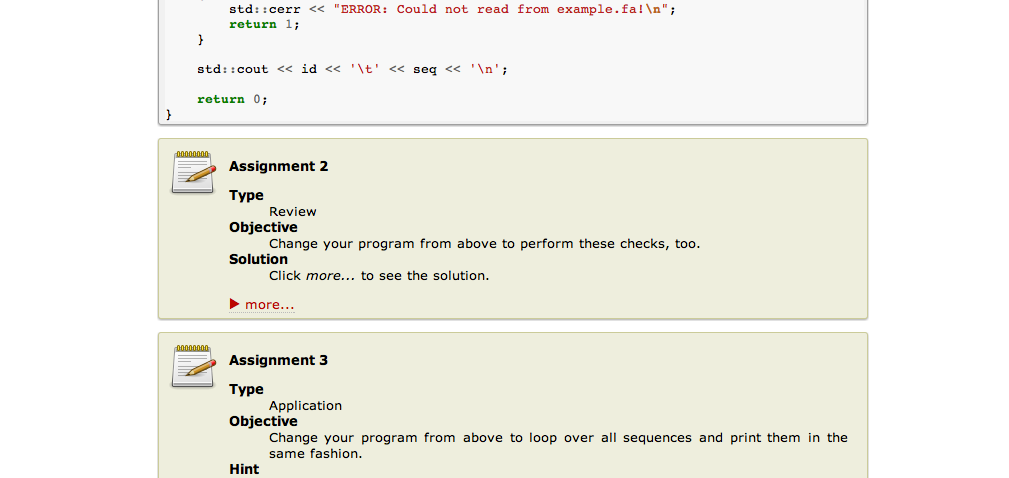 std::cerr << "ERROR: Could not read from example.fa!\n";
return 1;
}
std::cout << id << '\t' << seq << '\n';
return 0;
}
Assignment 2
Type
Review
Objective
Change your program from above to perform these checks, too.
Solution
Click more... to see the solution.
more...
Assignment 3
Type
Application
Objective
Change your program from above to loop over all sequences and print them in the
same fashion.
Hint